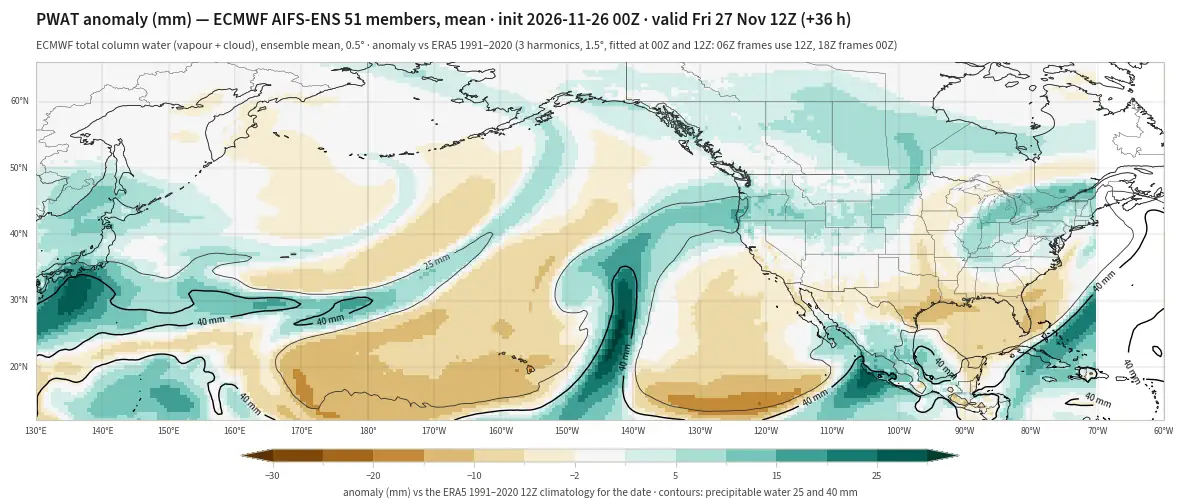 PWAT anomaly (mm) — ECMWF AIFS-ENS 51 members, mean · init 2026-11-26 00Z · valid Fri 27 Nov 12Z (+36 h)
ECMWF total column water (vapour + cloud), ensemble mean, 0.5° · anomaly vs ERA5 1991–2020 (3 harmonics, 1.5°, fitted at 00Z and 12Z: 06Z frames use 12Z, 18Z frames 00Z)
60°N
50°N
40°N
30°N
20°N
25 mm
40 mm
40 mm
40 mm
40 mm
40 mm
40 mm
40 mm
40 mm
40 mm
130°E 140°E 150°E 160°E 170°E 180° 170°W 160°W 150°W 140°W 130°W 120°W 110°W 100°W 90°W 80°W 70°W 60°W
−30 −20 −10 −2 5 15 25
anomaly (mm) vs the ERA5 1991–2020 12Z climatology for the date · contours: precipitable water 25 and 40 mm